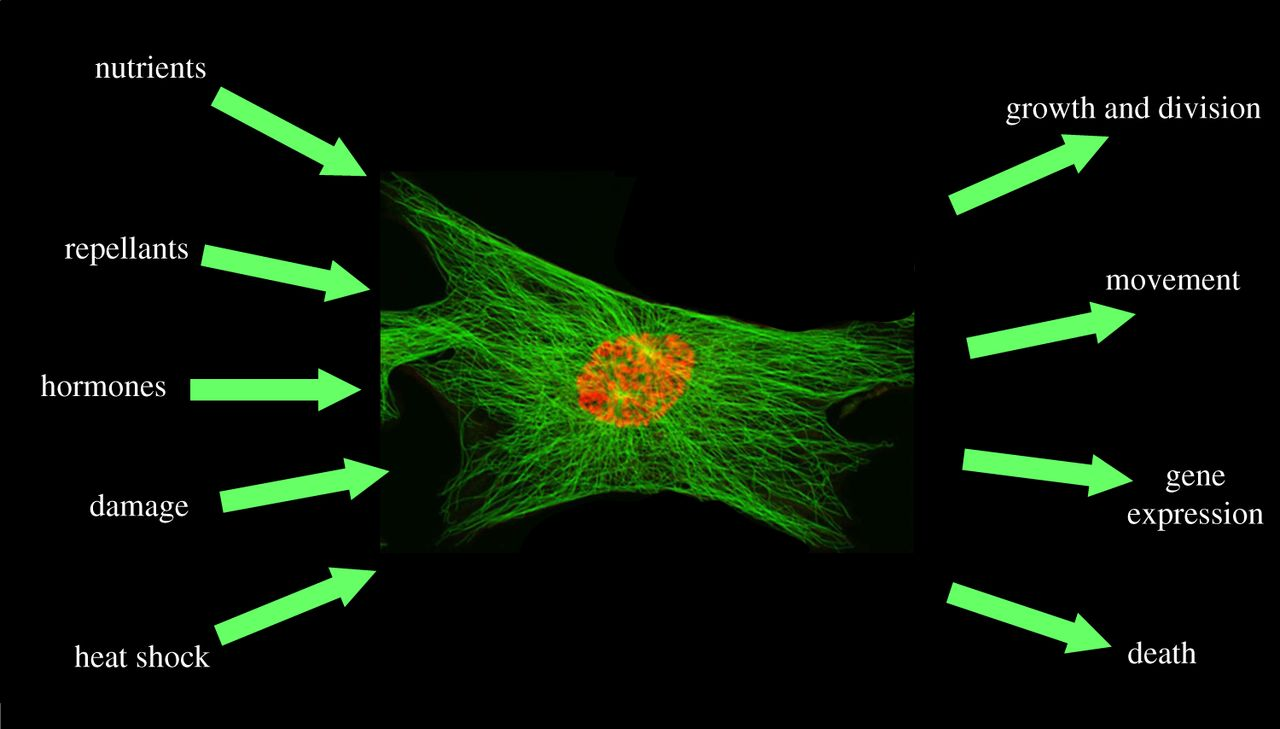 nutrients
repellants
hormones
damage
heat shock
growth and division
movement
gene
expression
death